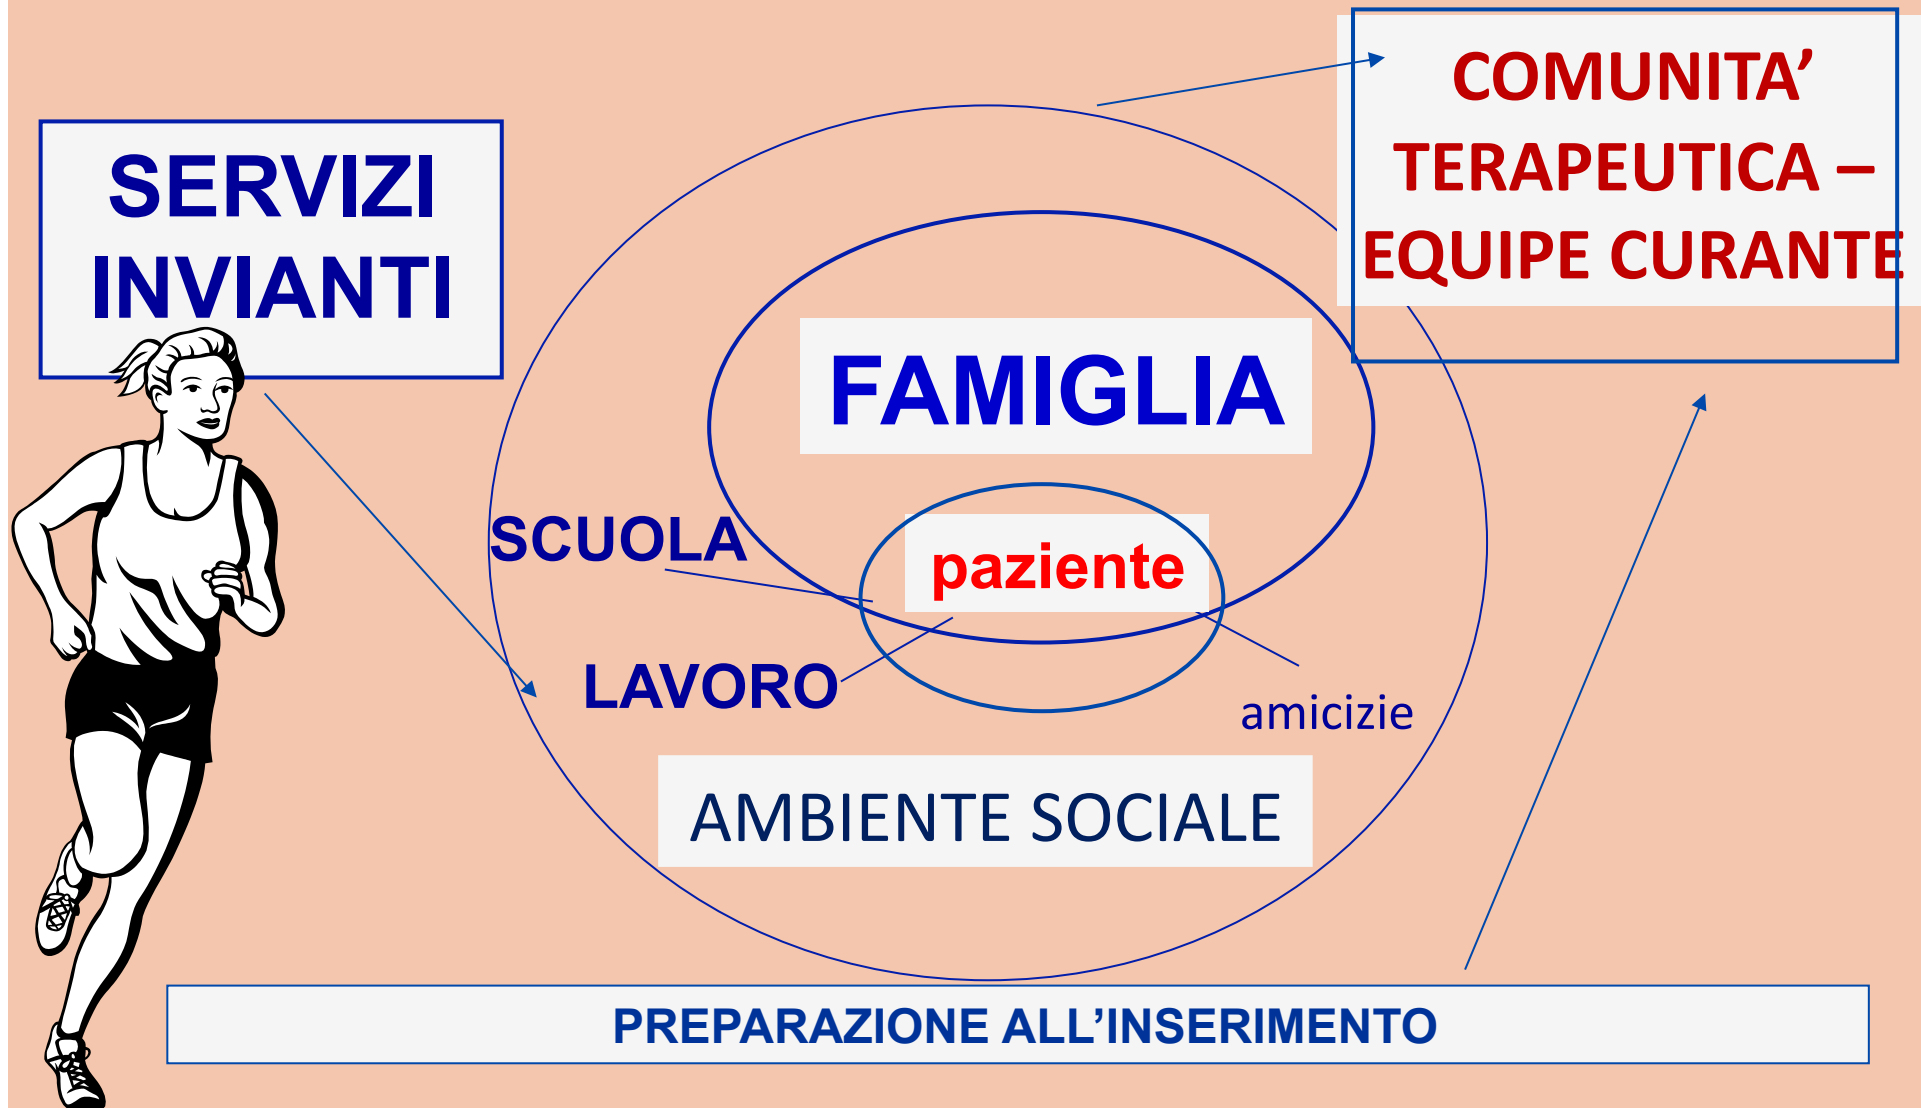 SERVIZI
INVIANTI
COMUNITA’
TERAPEUTICA –
EQUIPE CURANTE
FAMIGLIA
SCUOLA
paziente
LAVORO
amicizie
AMBIENTE SOCIALE
PREPARAZIONE ALL’INSERIMENTO